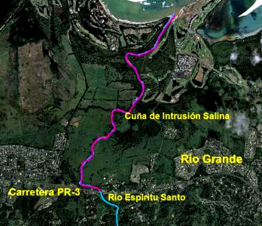 Cuña de Intrusión Salina
Río Grande
Carretera PR-3
Río Espíritu Santo